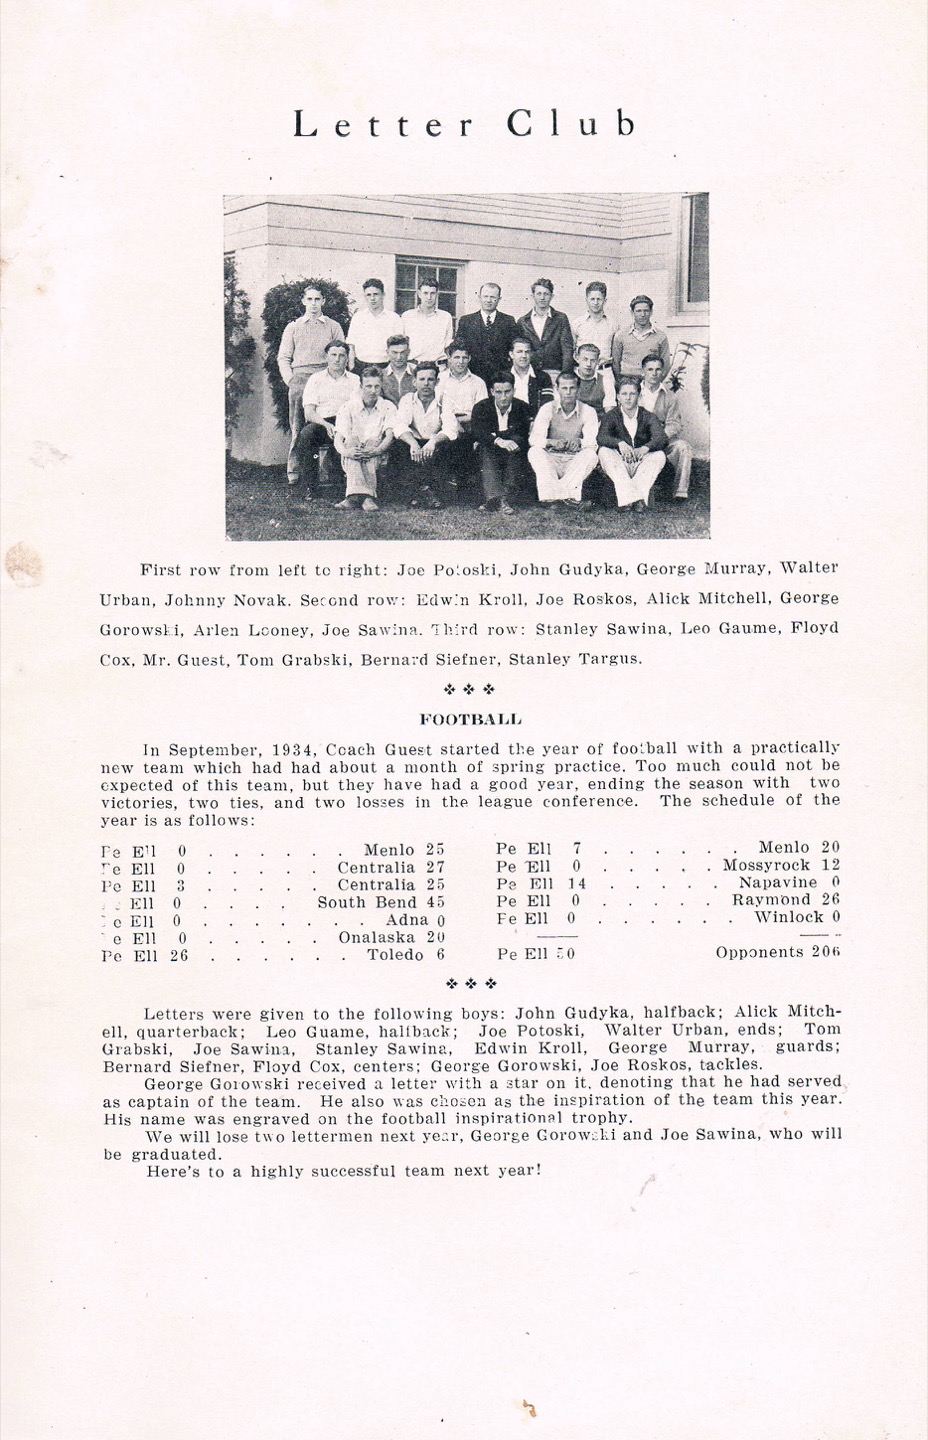 Letter Club
First row from left to right: Joe Potoski, John Gudyka, George Murray, Walter
Urban, Johnny Novak. Second row: Edwin Kroll, Joe Roskos, Alick Mitchell, George
Gorowski, Arlen Looney, Joe Sawina. Third row: Stanley Sawina, Leo Gaume, Floyd
Cox, Mr. Guest, Tom Grabski, Bernard Siefner, Stanley Targus.
FOOTBALL
In September, 1934, Coach Guest started the year of football with a practically
new team which had had about a month of spring practice. Too much could not be
expected of this team, but they have had a good year, ending the season with two
victories, two ties, and two losses in the league conference. The schedule of the
year is as follows:
Pe Ell 0 . . . . . . Menlo 25
Pe Ell 0 . . . . . Centralia 27
Pe Ell 3 . . . . . Centralia 25
Pe Ell 0 . . . . South Bend 45
Pe Ell 0 . . . . . . . Adna 0
Pe Ell 0 . . . . . Onalaska 20
Pe Ell 26 . . . . . . Toledo 6
Pe Ell 7 . . . . . . Menlo 20
Pe Ell 0 . . . . . Mossyrock 12
Pe Ell 14 . . . . . Napavine 0
Pe Ell 0 . . . . . Raymond 26
Pe Ell 0 . . . . . . Winlock 0
Pe Ell 50 Opponents 206
Letters were given to the following boys: John Gudyka, halfback; Alick Mitch-
ell, quarterback; Leo Guame, halfback; Joe Potoski, Walter Urban, ends; Tom
Grabski, Joe Sawina, Stanley Sawina, Edwin Kroll, George Murray, guards;
Bernard Siefner, Floyd Cox, centers; George Gorowski, Joe Roskos, tackles.
George Gorowski received a letter with a star on it, denoting that he had served
as captain of the team. He also was chosen as the inspiration of the team this year.
His name was engraved on the football inspirational trophy.
We will lose two lettermen next year, George Gorowski and Joe Sawina, who will
be graduated.
Here's to a highly successful team next year!